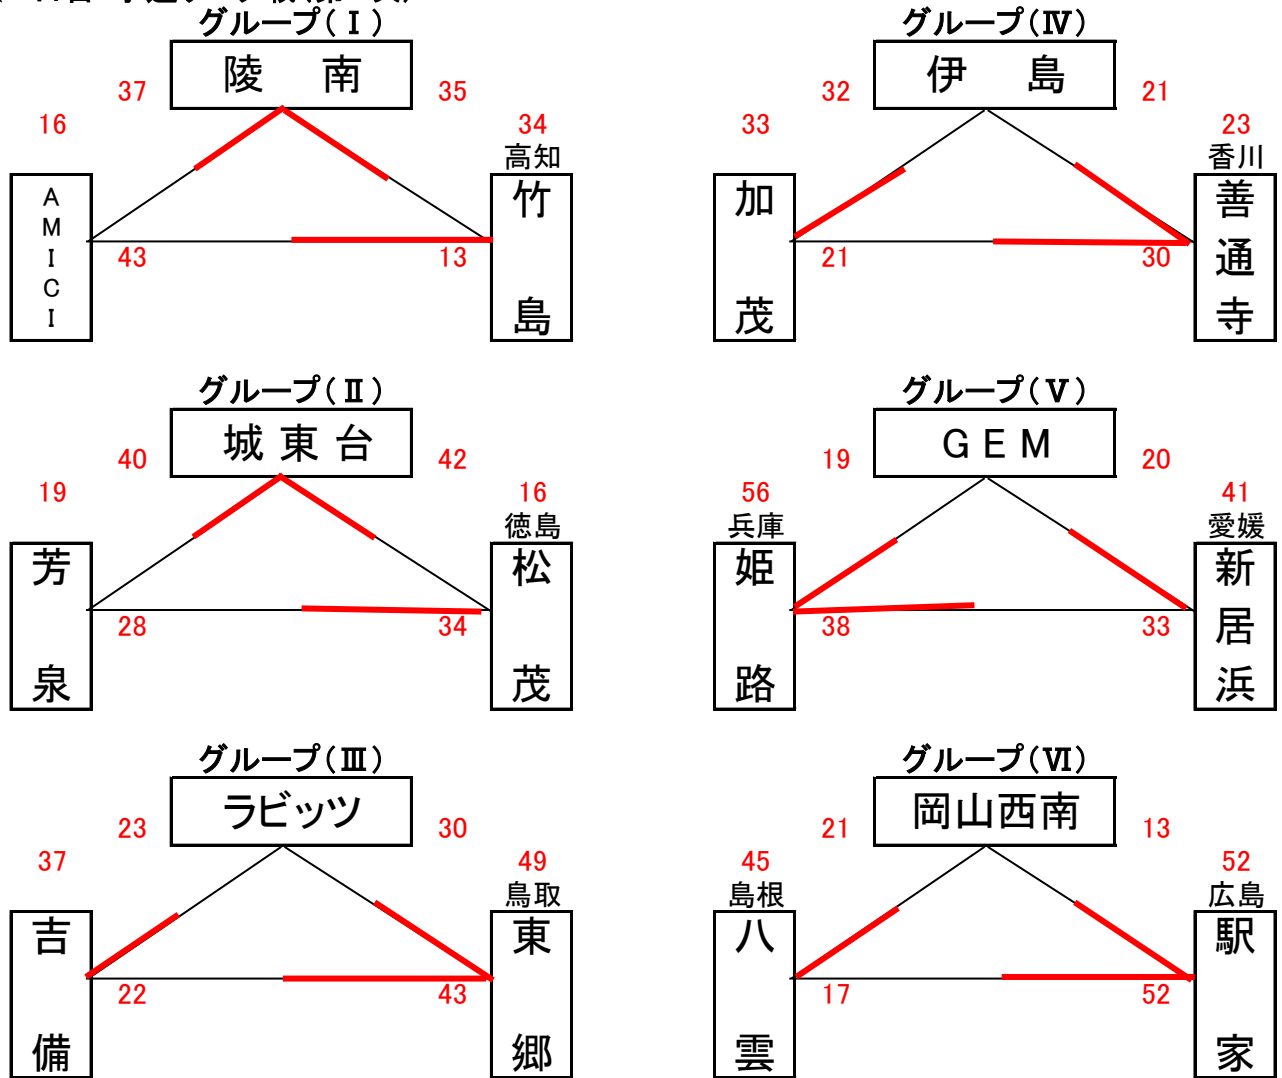 グループ(Ⅰ)
陵 南
37 35
16 34
高知
AMICI
竹島
43 13
グループ(Ⅳ)
伊 島
32 21
33 23
香川
加茂
善通寺
21 30
グループ(Ⅱ)
城東台
40 42
19 16
徳島
芳泉
松茂
28 34
グループ(Ⅴ)
GEM
19 20
56 41
兵庫 愛媛
姫路
新居浜
38 33
グループ(Ⅲ)
ラビッツ
23 30
37 49
鳥取
吉備
東郷
22 43
グループ(Ⅵ)
岡山西南
21 13
45 52
島根 広島
八雲
駅家
17 52